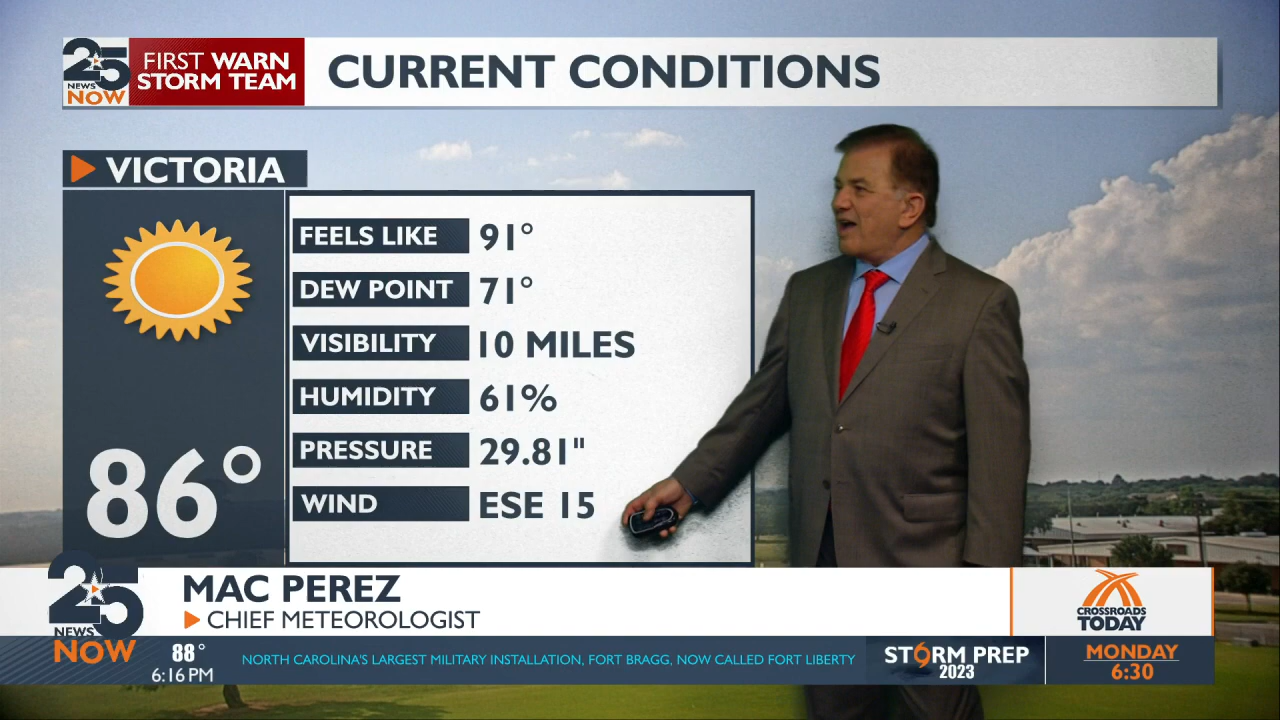 25
NEWS
NOW
FIRST WARN
STORM TEAM
CURRENT CONDITIONS
VICTORIA
86°
FEELS LIKE 91°
DEW POINT 71°
VISIBILITY 10 MILES
HUMIDITY 61%
PRESSURE 29.81"
WIND ESE 15
25
NEWS
NOW
MAC PEREZ
CHIEF METEOROLOGIST
CROSSROADS
TODAY
88°
6:16 PM
NORTH CAROLINA'S LARGEST MILITARY INSTALLATION, FORT BRAGG, NOW CALLED FORT LIBERTY
STORM PREP
2023
MONDAY
6:30